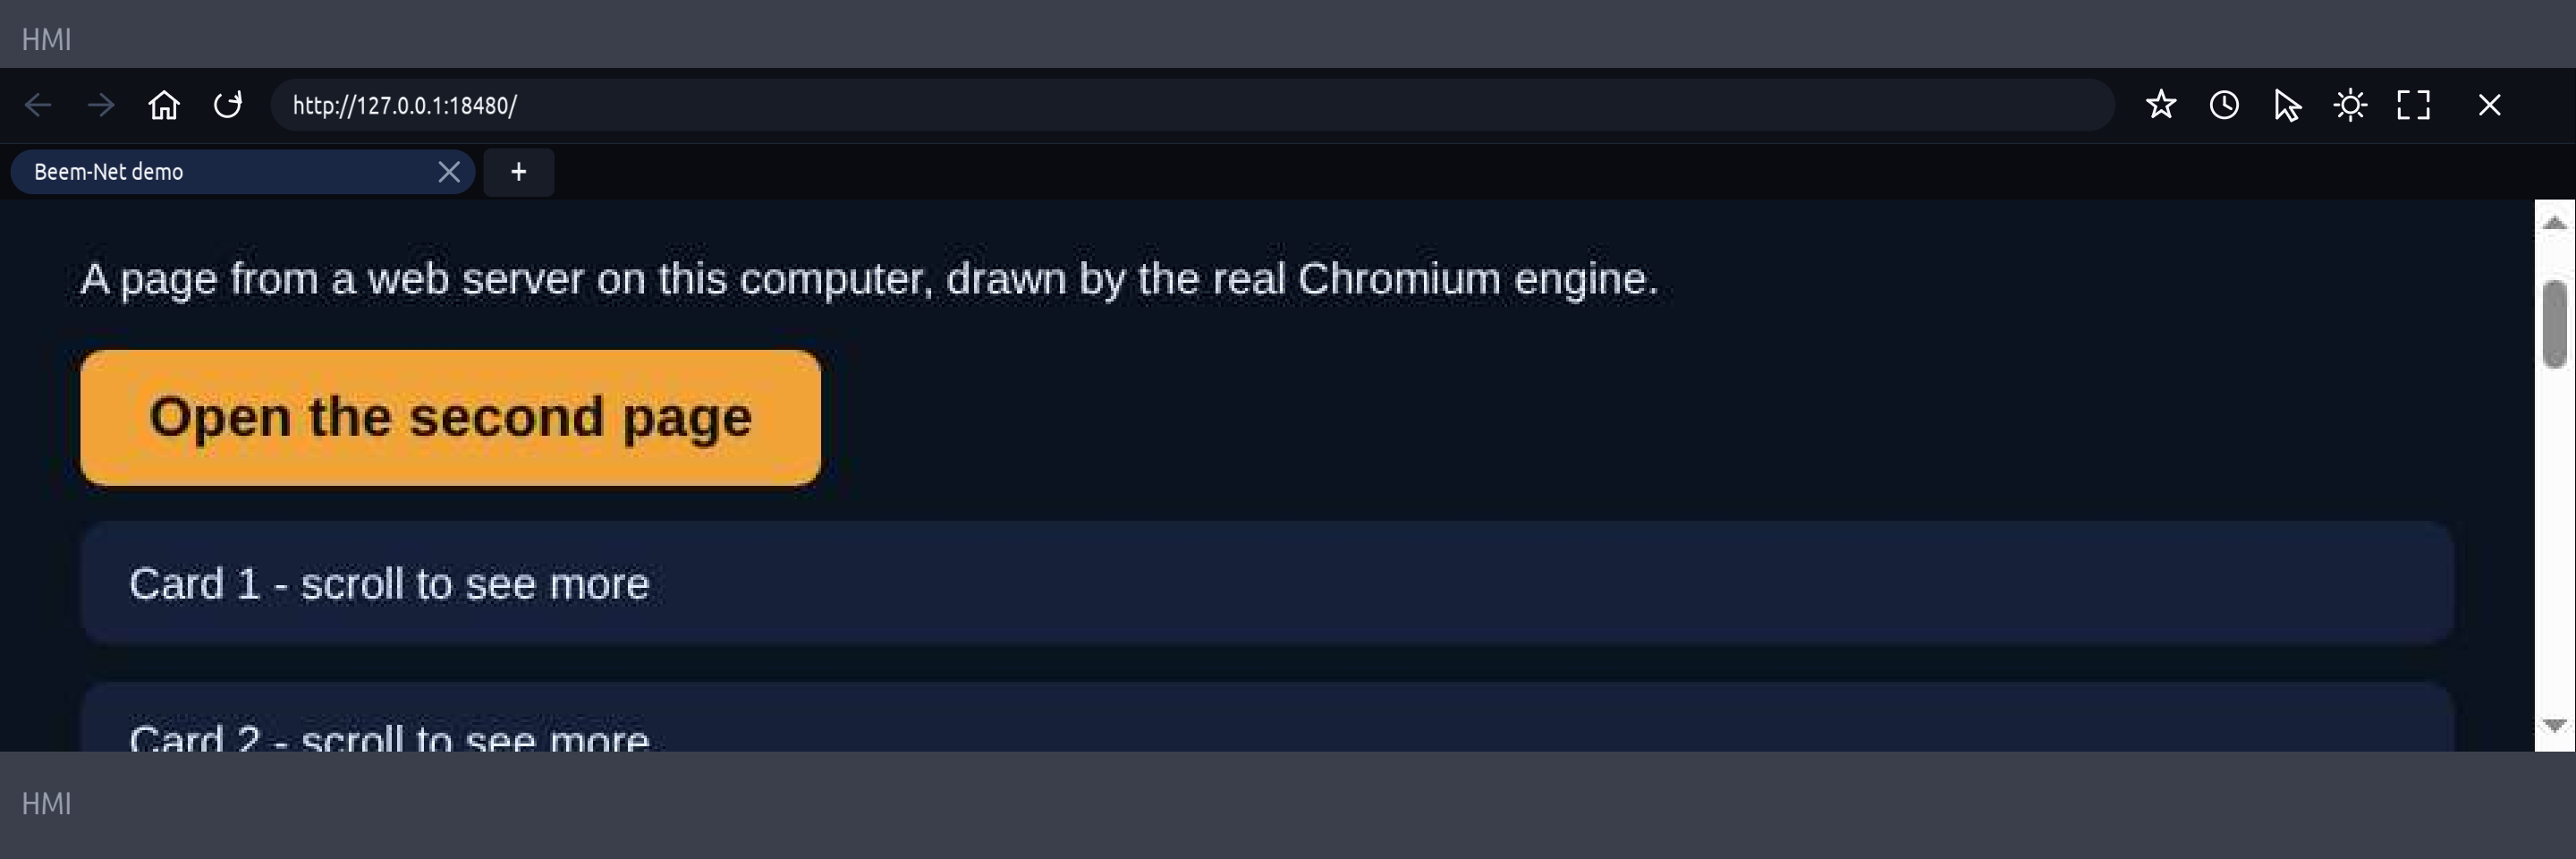 HMI
http://127.0.0.1:18480/
Beem-Net demo
+
A page from a web server on this computer, drawn by the real Chromium engine.
Open the second page
Card 1 - scroll to see more
Card 2 - scroll to see more
HMI